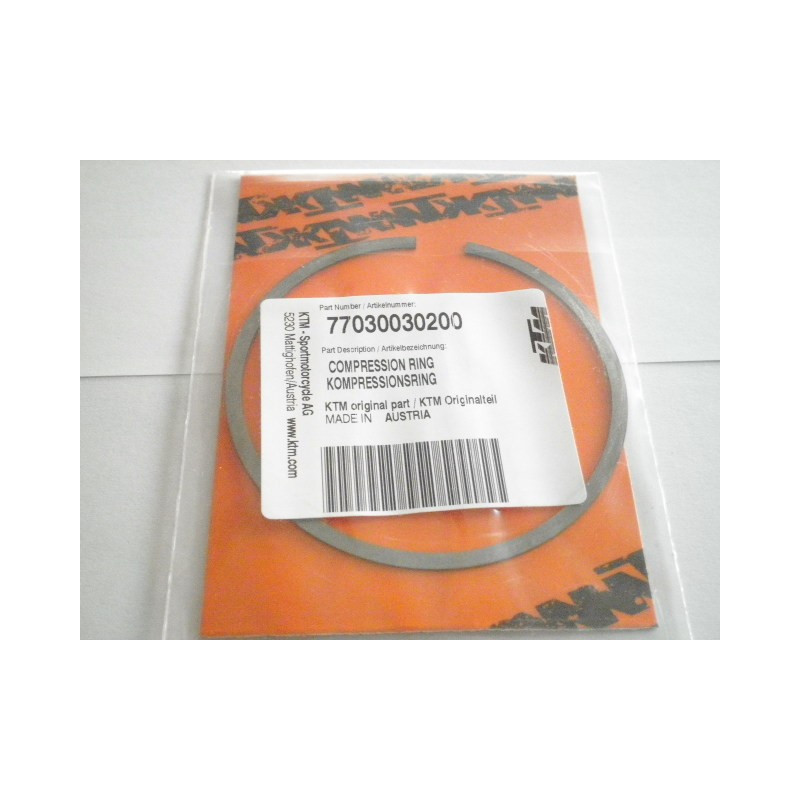 Part Number / Artikelnummer:
77030030200
Part Description / Artikelbezeichnung:
COMPRESSION RING
KOMPRESSIONSRING
KTM original part / KTM Originalteil
MADE IN AUSTRIA
KTM - Sportmotorcycle AG
5230 Mattighofen/Austria www.ktm.com
KTM